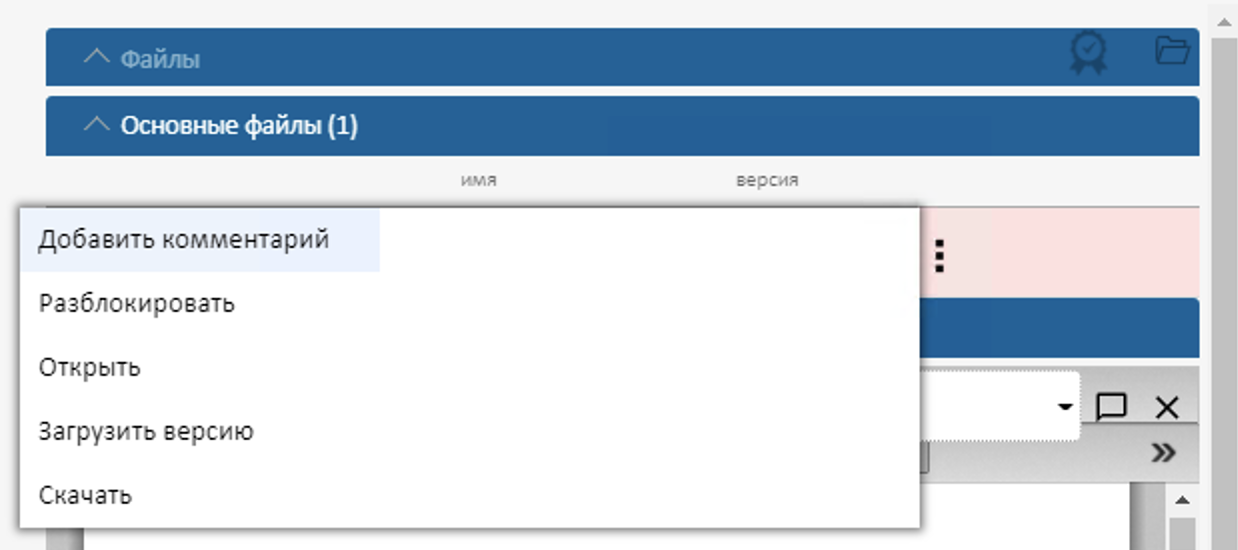 Файлы
Основные файлы (1)
имя версия
Добавить комментарий
Разблокировать
Открыть
Загрузить версию
Скачать